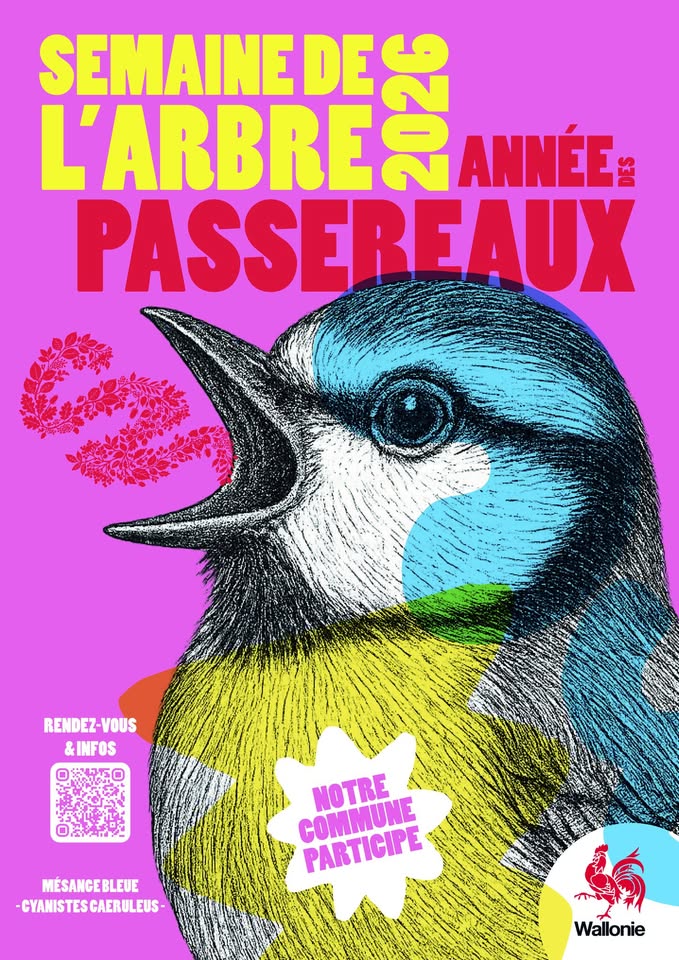 SEMAINE DE
L'ARBRE
2026
ANNÉE DES
PASSEREAUX
RENDEZ-VOUS
& INFOS
NOTRE
COMMUNE
PARTICIPE
MÉSANGE BLEUE
- CYANISTES CAERULEUS -
Wallonie